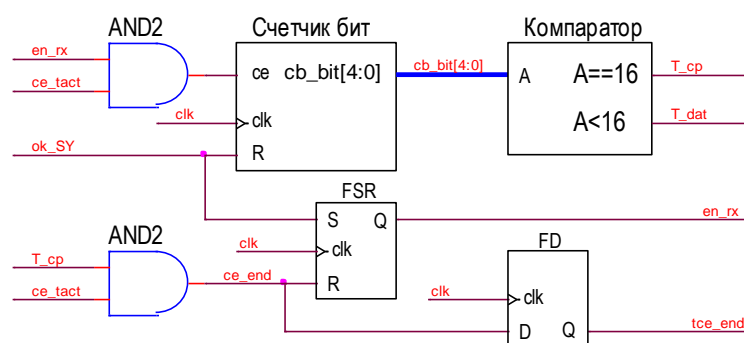 AND2 Счетчик бит Компаратор
en_rx
ce cb_bit[4:0] cb_bit[4:0] A A==16 T_cp
ce_tact
clk clk A<16 T_dat
ok_SY R
FSR
S Q en_rx
AND2 clk clk FD
T_cp ce_end R
ce_tact clk clk
D Q tce_end